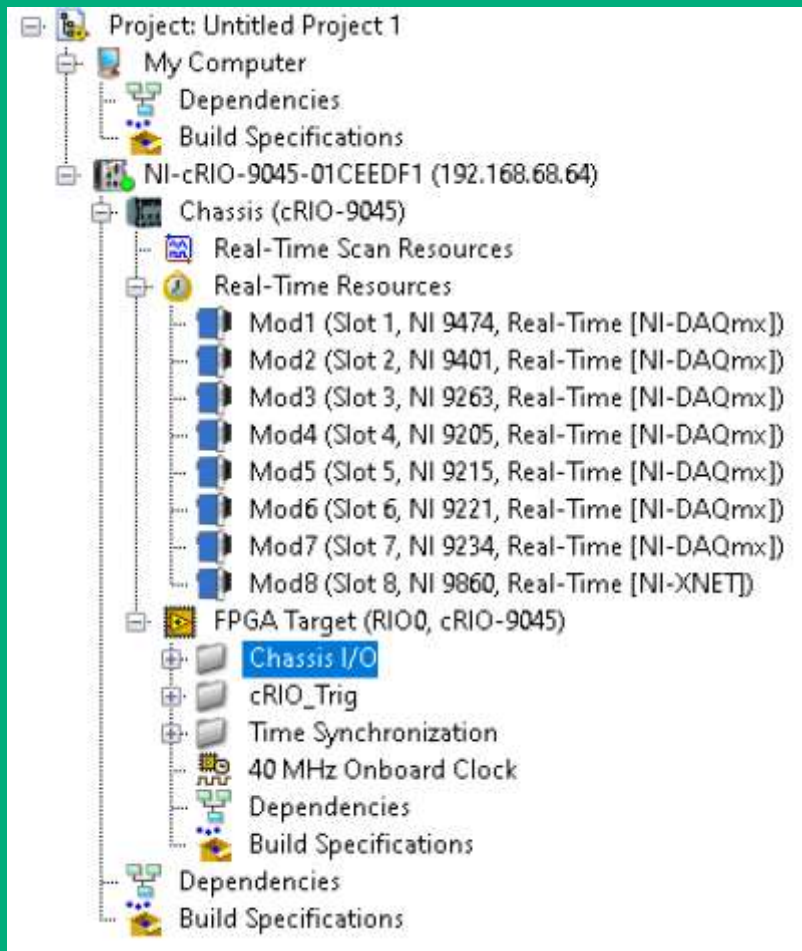 Project: Untitled Project 1
My Computer
Dependencies
Build Specifications
NI-cRIO-9045-01CEEDF1 (192.168.68.64)
Chassis (cRIO-9045)
Real-Time Scan Resources
Real-Time Resources
Mod1 (Slot 1, NI 9474, Real-Time [NI-DAQmx])
Mod2 (Slot 2, NI 9401, Real-Time [NI-DAQmx])
Mod3 (Slot 3, NI 9263, Real-Time [NI-DAQmx])
Mod4 (Slot 4, NI 9205, Real-Time [NI-DAQmx])
Mod5 (Slot 5, NI 9215, Real-Time [NI-DAQmx])
Mod6 (Slot 6, NI 9221, Real-Time [NI-DAQmx])
Mod7 (Slot 7, NI 9234, Real-Time [NI-DAQmx])
Mod8 (Slot 8, NI 9860, Real-Time [NI-XNET])
FPGA Target (RIO0, cRIO-9045)
Chassis I/O
cRIO_Trig
Time Synchronization
40 MHz Onboard Clock
Dependencies
Build Specifications
Dependencies
Build Specifications